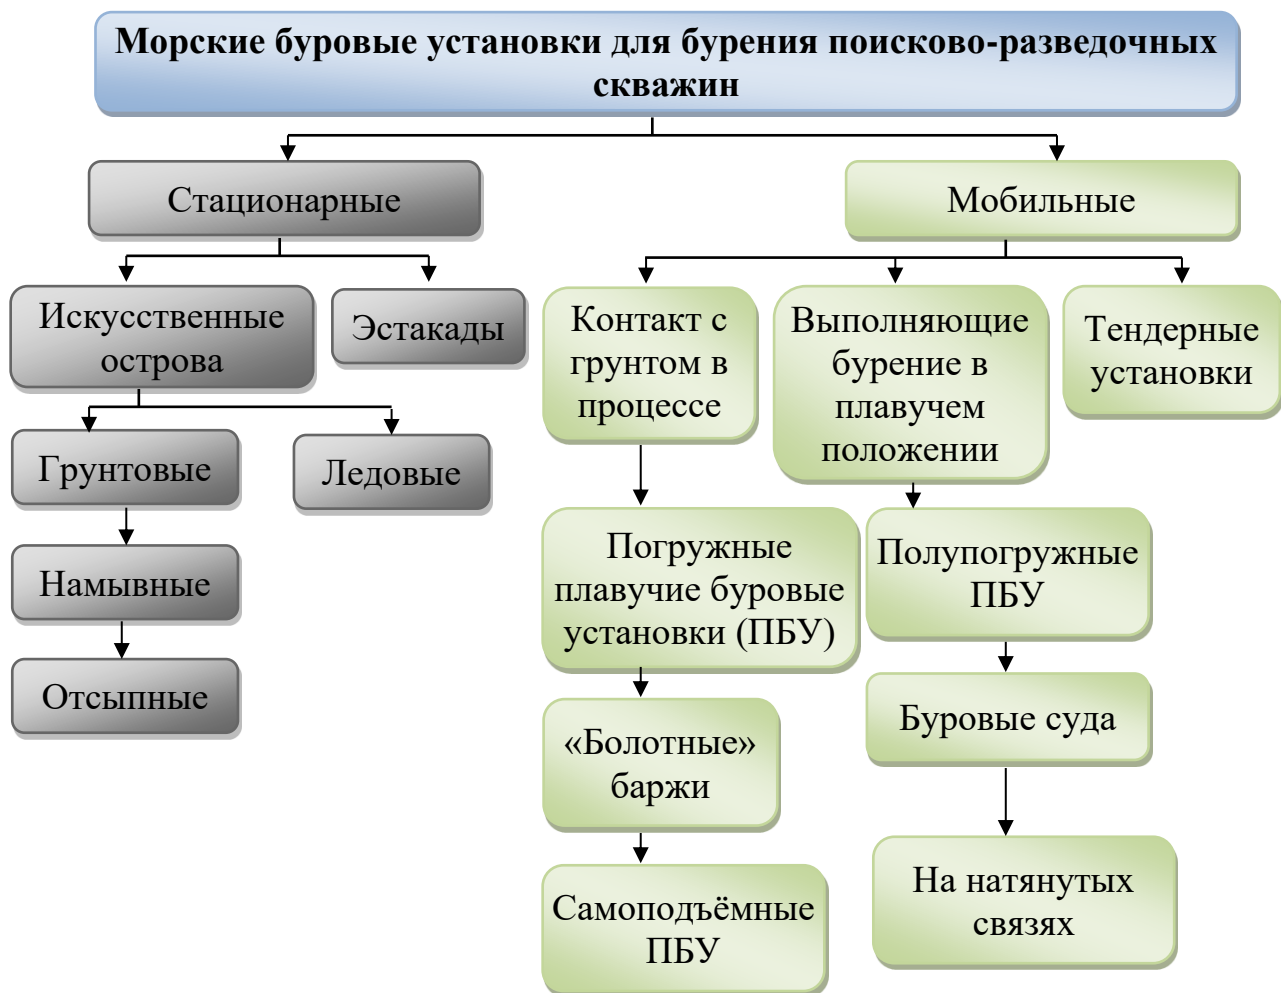 Морские буровые установки для бурения поисково-разведочных
скважин
Стационарные
Мобильные
Искусственные
острова
Эстакады
Контакт с
грунтом в
процессе
Выполняющие
бурение в
плавучем
положении
Тендерные
установки
Грунтовые
Ледовые
Намывные
Отсыпные
Погружные
плавучие буровые
установки (ПБУ)
Полупогружные
ПБУ
«Болотные»
баржи
Буровые суда
Самоподъёмные
ПБУ
На натянутых
связях